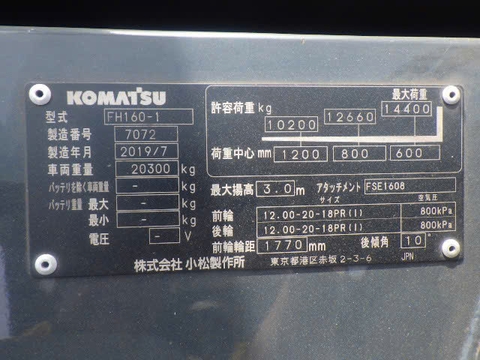 KOMATSU
型式 FH160-1
製造番号 7072
製造年月 2019/7
車両重量 20300 kg
バッテリを除く車両重量 - kg
バッテリ重量 最大 - kg
最小 - kg
電圧 - V
許容荷重 kg 最大荷重
10200 12660 14400
荷重中心 mm 1200 800 600
最大揚高 3.0 m アタッチメント FSE1608
サイズ 空気圧
前輪 12.00-20-18PR(I) 800kPa
後輪 12.00-20-18PR(I) 800kPa
前輪輪距 1770 mm 後傾角 10°
株式会社 小松製作所 東京都港区赤坂2-3-6 JPN